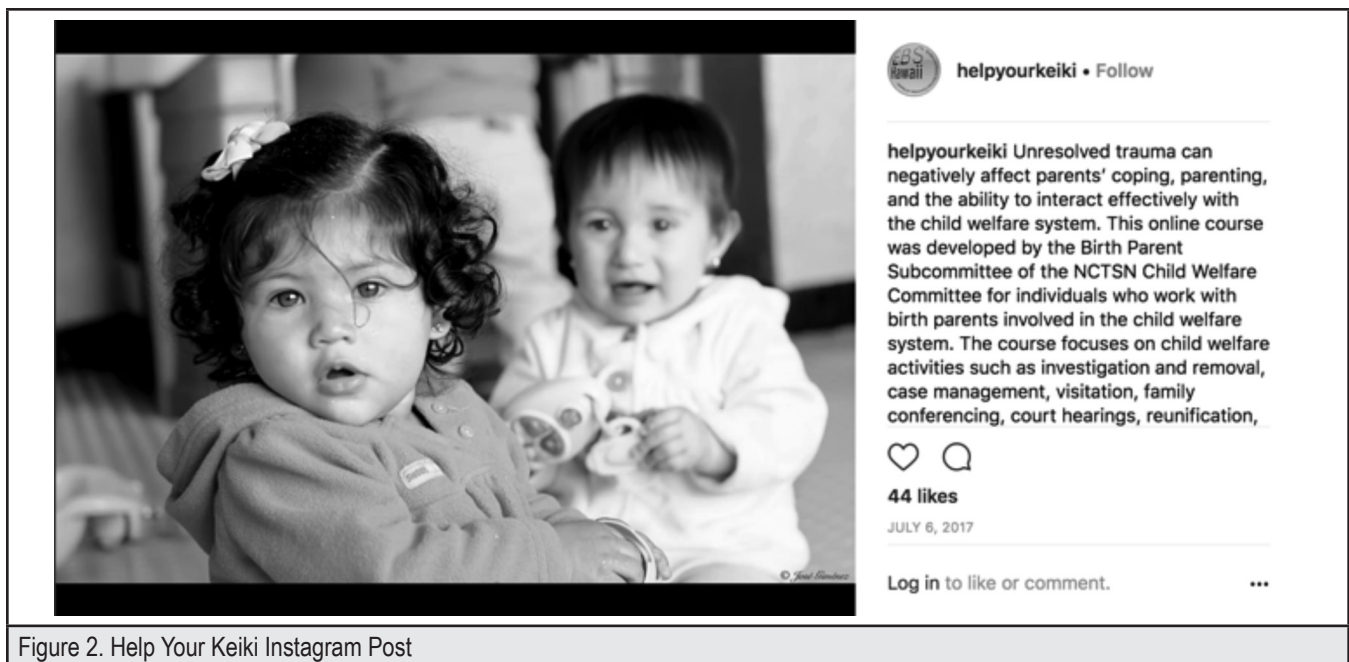 EBS
Hawaii
helpyourkeiki • Follow
helpyourkeiki Unresolved trauma can
negatively affect parents' coping, parenting,
and the ability to interact effectively with
the child welfare system. This online course
was developed by the Birth Parent
Subcommittee of the NCTSN Child Welfare
Committee for individuals who work with
birth parents involved in the child welfare
system. The course focuses on child welfare
activities such as investigation and removal,
case management, visitation, family
conferencing, court hearings, reunification,
44 likes
JULY 6, 2017
Log in to like or comment.
Figure 2. Help Your Keiki Instagram Post